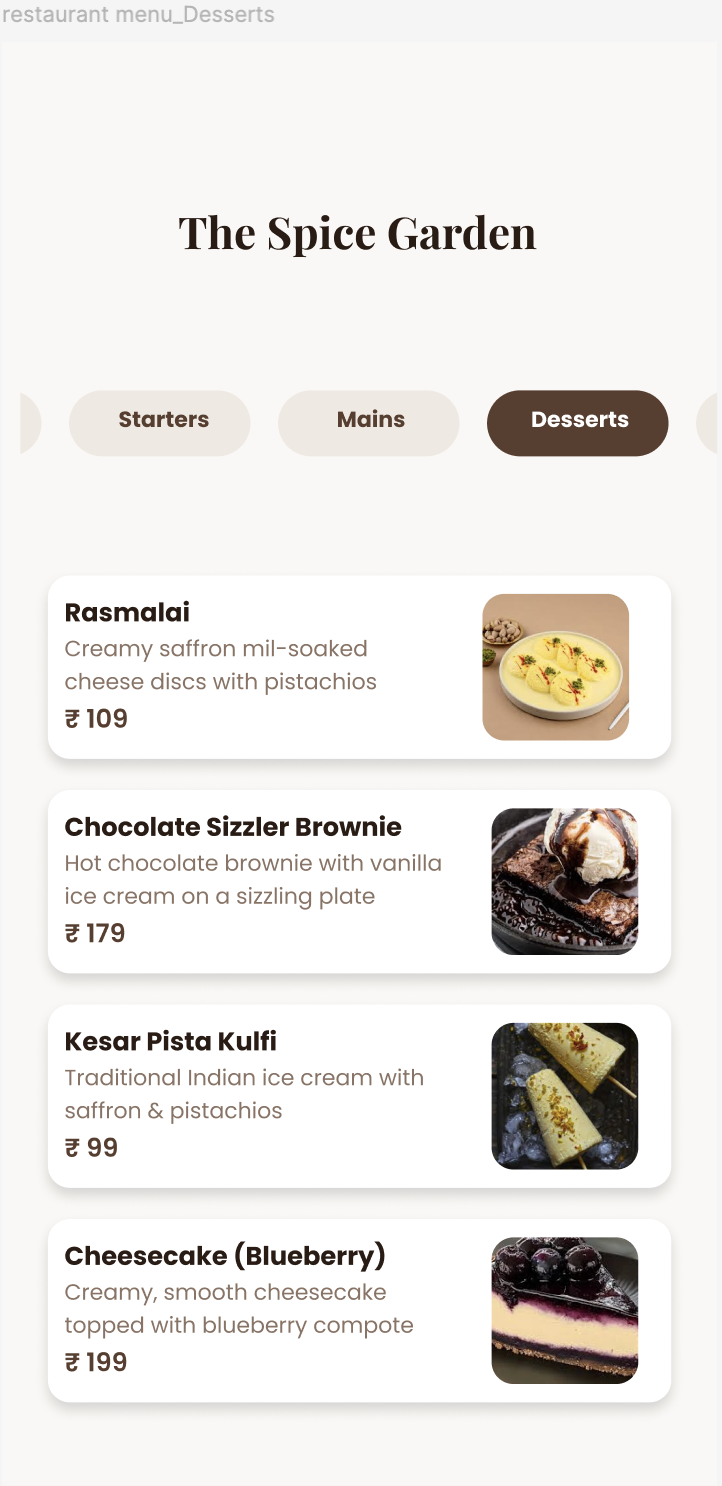 restaurant menu_Desserts
The Spice Garden
Starters
Mains
Desserts
Rasmalai
Creamy saffron mil-soaked
cheese discs with pistachios
₹ 109
Chocolate Sizzler Brownie
Hot chocolate brownie with vanilla
ice cream on a sizzling plate
₹ 179
Kesar Pista Kulfi
Traditional Indian ice cream with
saffron & pistachios
₹ 99
Cheesecake (Blueberry)
Creamy, smooth cheesecake
topped with blueberry compote
₹ 199